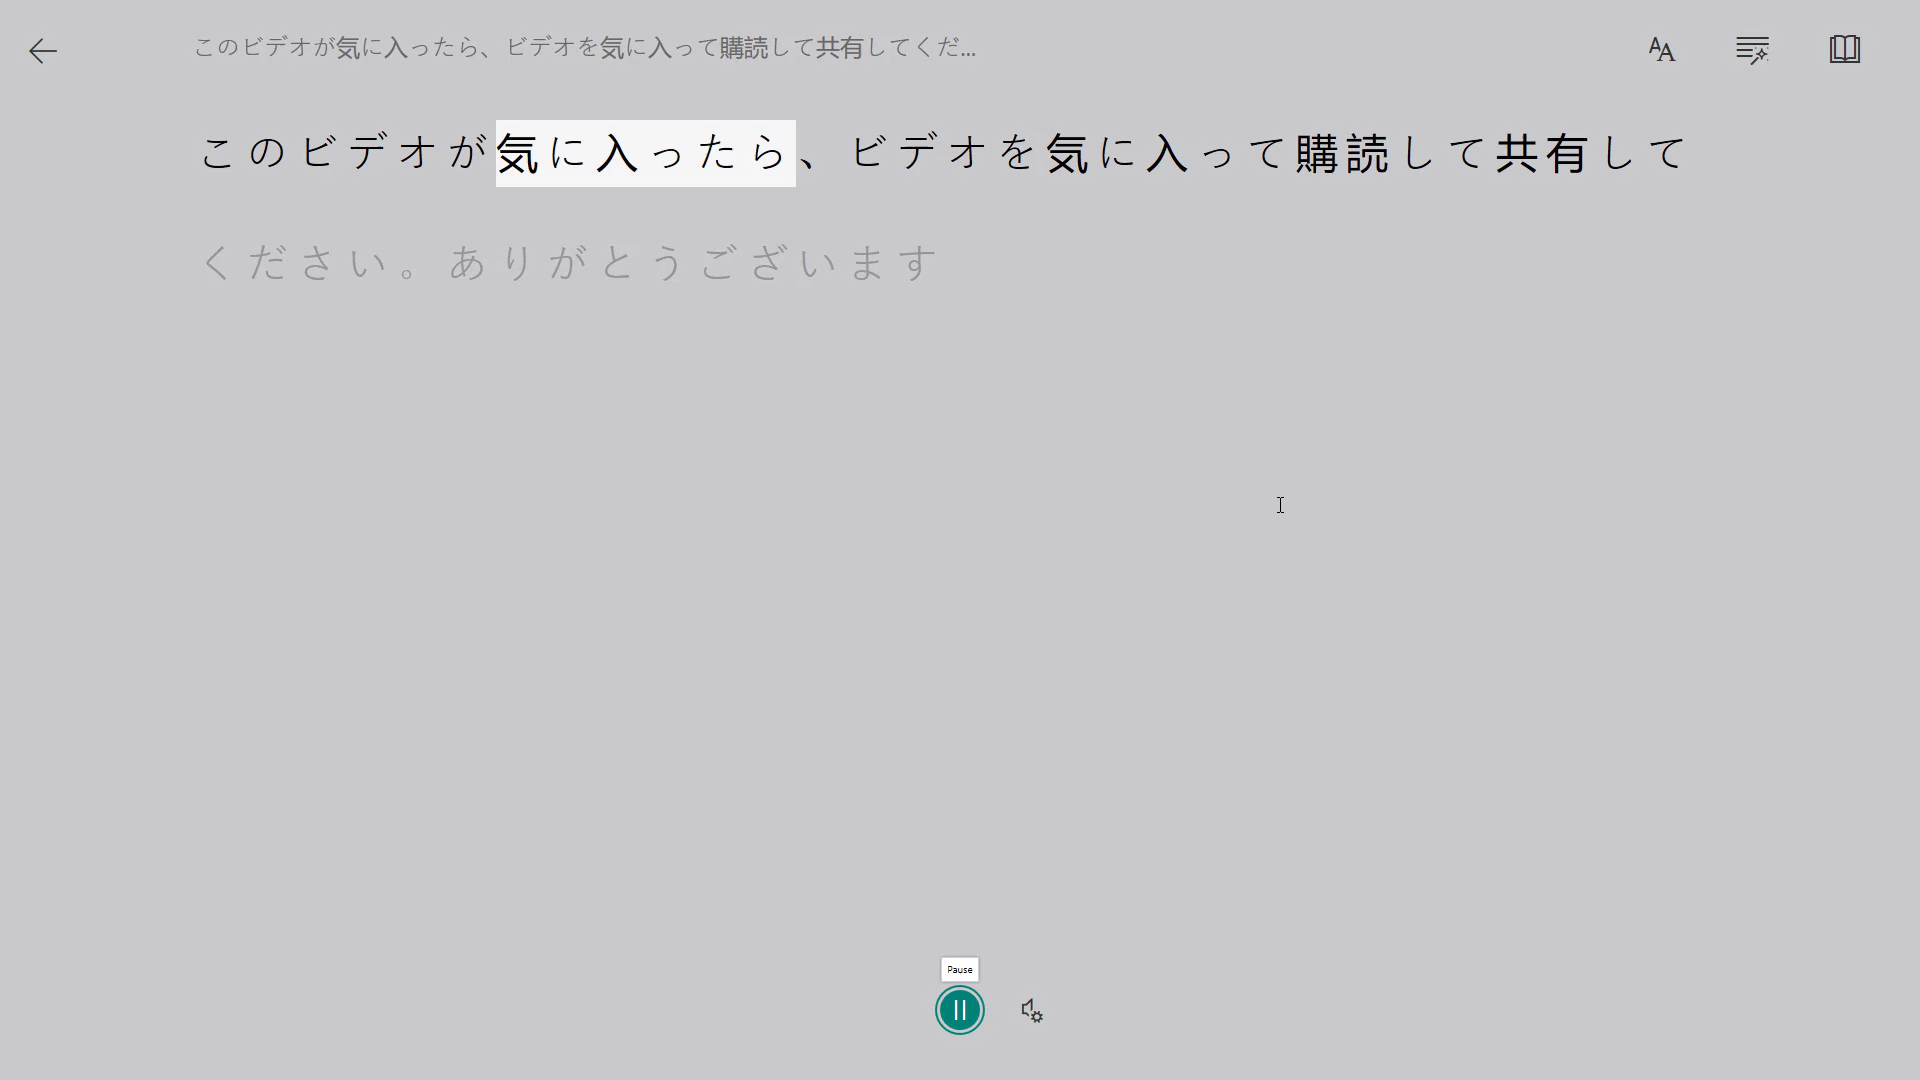 このビデオが気に入ったら、ビデオを気に入って購読して共有してくだ...
このビデオが気に入ったら、ビデオを気に入って購読して共有して
ください。ありがとうございます
Pause